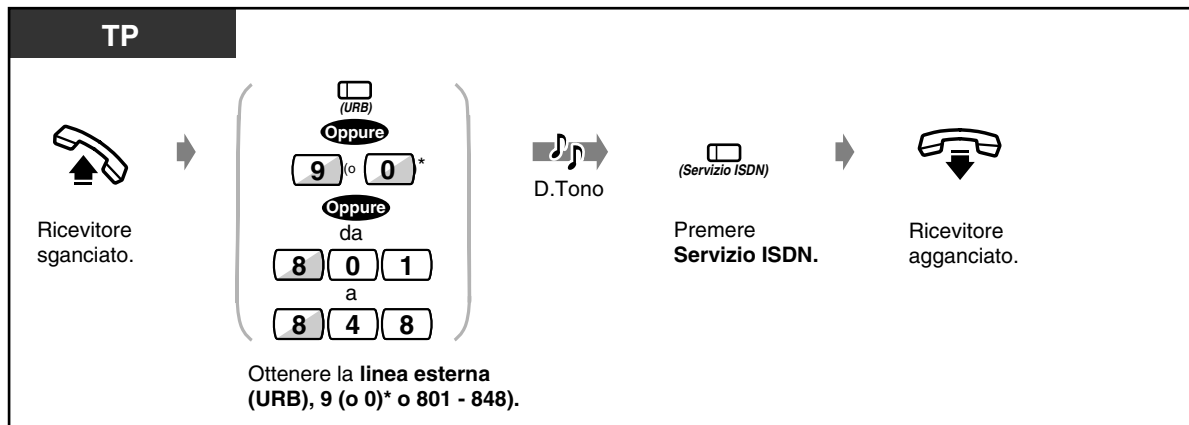 TP
Ricevitore
sganciato.
(URB)
Oppure
9 (o 0)*
Oppure
da
8 0 1
a
8 4 8
Ottenere la linea esterna
(URB), 9 (o 0)* o 801 - 848).
D.Tono
(Servizio ISDN)
Premere
Servizio ISDN.
Ricevitore
agganciato.